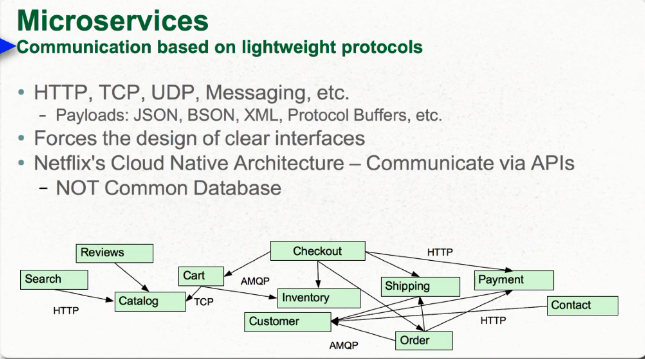 Microservices
Communication based on lightweight protocols
• HTTP, TCP, UDP, Messaging, etc.
– Payloads: JSON, BSON, XML, Protocol Buffers, etc.
• Forces the design of clear interfaces
• Netflix's Cloud Native Architecture – Communicate via APIs
– NOT Common Database
Reviews
Checkout
HTTP
Search
Cart
AMQP
Shipping
Payment
HTTP
Catalog
TCP
Inventory
Contact
Customer
HTTP
AMQP
Order